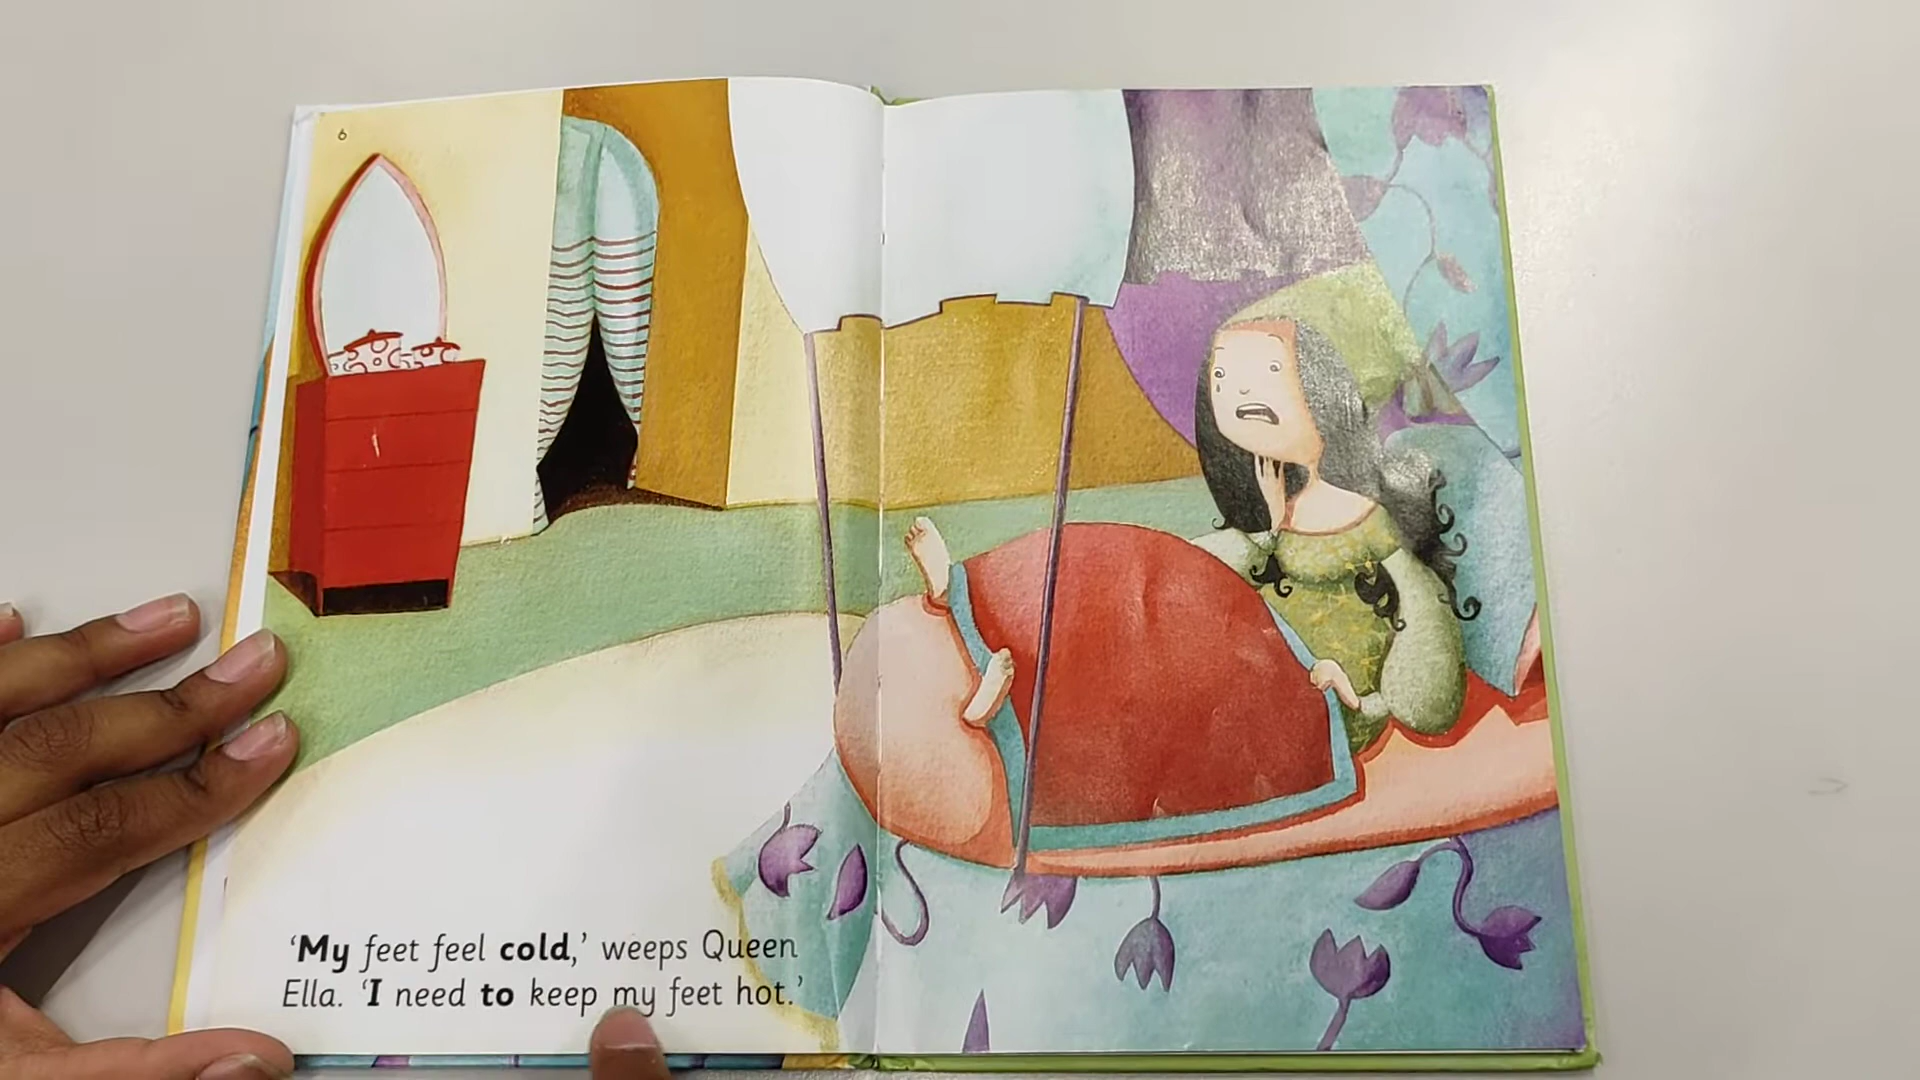 6
‘My feet feel cold,’ weeps Queen
Ella. ‘I need to keep my feet hot.’